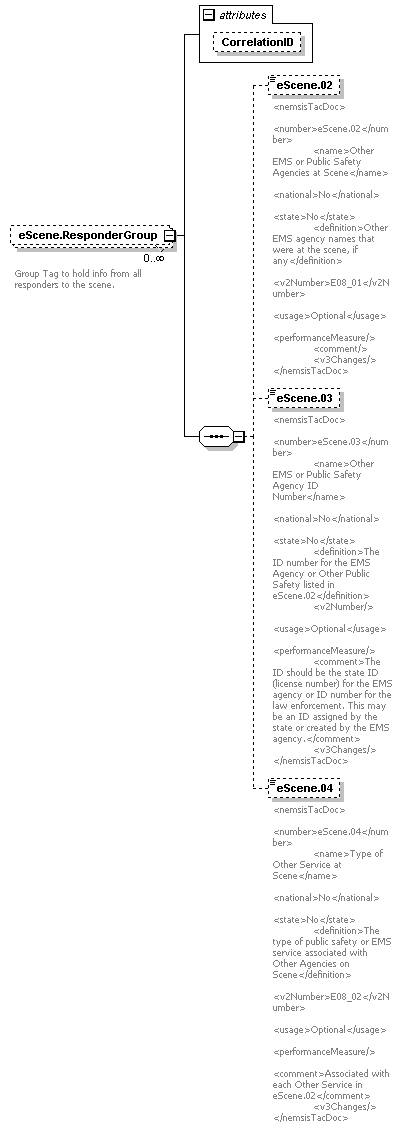 attributes
CorrelationID
eScene.ResponderGroup
0..∞
Group Tag to hold info from all
responders to the scene.
eScene.02
<nemsisTacDoc>
<number>eScene.02</num
ber>
<name>Other
EMS or Public Safety
Agencies at Scene</name>
<national>No</national>
<state>No</state>
<definition>Other
EMS agency names that
were at the scene, if
any</definition>
<v2Number>E08_01</v2N
umber>
<usage>Optional</usage>
<performanceMeasure/>
<comment/>
<v3Changes/>
</nemsisTacDoc>
eScene.03
<nemsisTacDoc>
<number>eScene.03</num
ber>
<name>Other
EMS or Public Safety
Agency ID
Number</name>
<national>No</national>
<state>No</state>
<definition>The
ID number for the EMS
Agency or Other Public
Safety listed in
eScene.02</definition>
<v2Number/>
<usage>Optional</usage>
<performanceMeasure/>
<comment>The
ID should be the state ID
(license number) for the EMS
agency or ID number for the
law enforcement. This may
be an ID assigned by the
state or created by the EMS
agency.</comment>
<v3Changes/>
</nemsisTacDoc>
eScene.04
<nemsisTacDoc>
<number>eScene.04</num
ber>
<name>Type of
Other Service at
Scene</name>
<national>No</national>
<state>No</state>
<definition>The
type of public safety or EMS
service associated with
Other Agencies on
Scene</definition>
<v2Number>E08_02</v2N
umber>
<usage>Optional</usage>
<performanceMeasure/>
<comment>Associated with
each Other Service in
eScene.02</comment>
<v3Changes/>
</nemsisTacDoc>